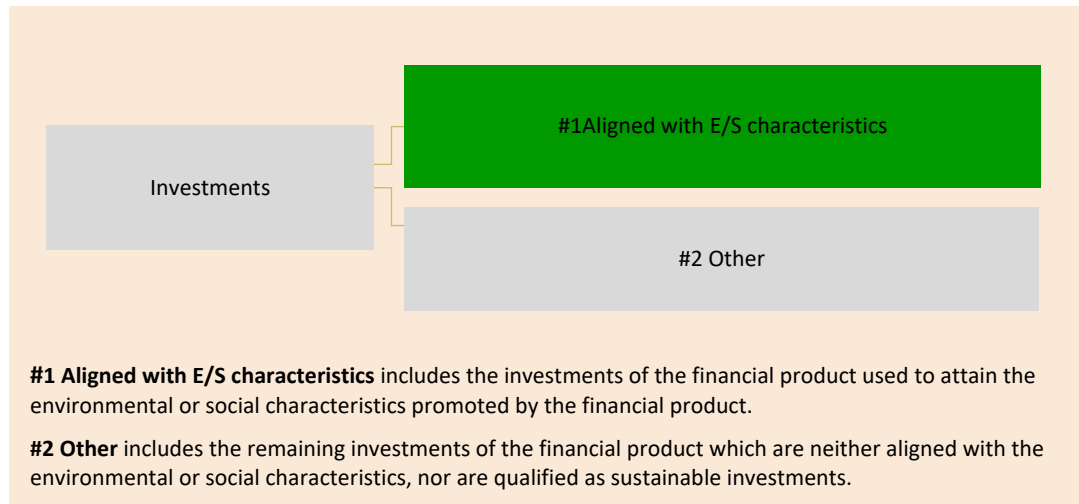 #1Aligned with E/S characteristics
Investments
#2 Other
#1 Aligned with E/S characteristics includes the investments of the financial product used to attain the
environmental or social characteristics promoted by the financial product.
#2 Other includes the remaining investments of the financial product which are neither aligned with the
environmental or social characteristics, nor are qualified as sustainable investments.